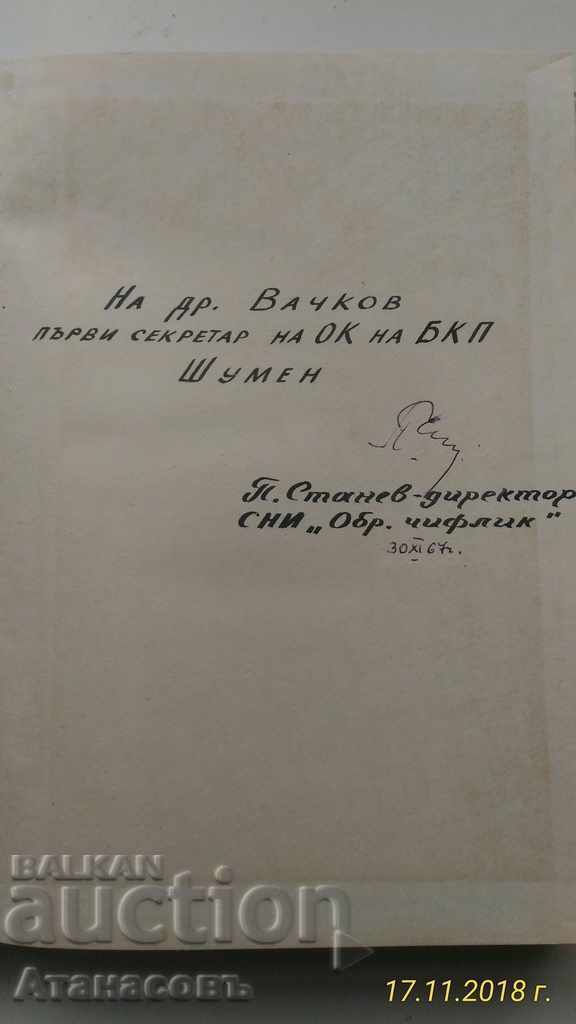 На др. Вачков
първи секретар на ОК на БКП
Шумен
П. Станев - директор
СНИ „Обр. чифлик"
30 XI 67 г.
BALKAN
auction
Атанасовъ
17.11.2018 г.